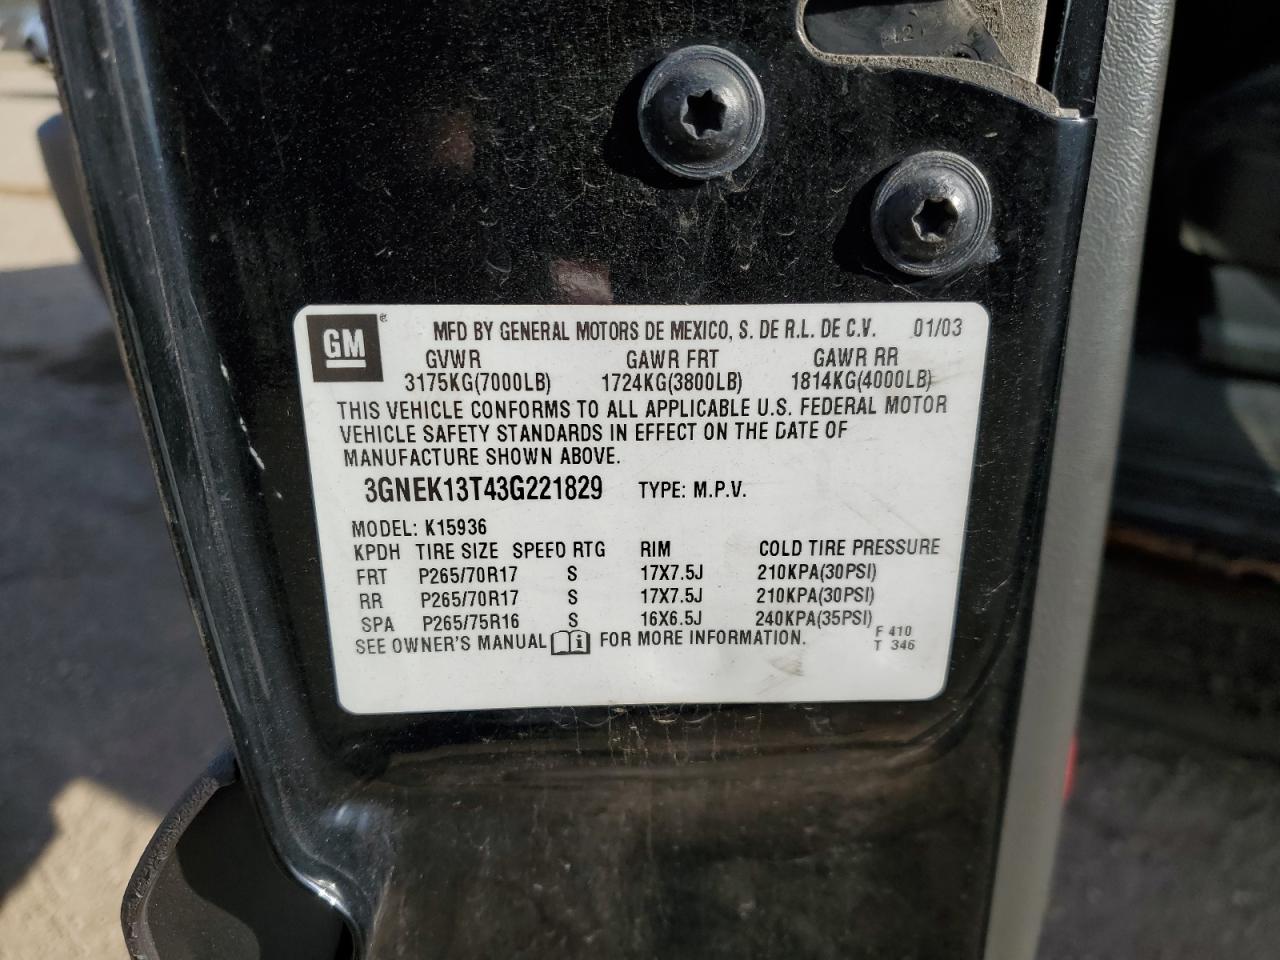 GM ® MFD BY GENERAL MOTORS DE MEXICO, S. DE R.L. DE C.V. 01/03
GVWR GAWR FRT GAWR RR
3175KG(7000LB) 1724KG(3800LB) 1814KG(4000LB)
THIS VEHICLE CONFORMS TO ALL APPLICABLE U.S. FEDERAL MOTOR
VEHICLE SAFETY STANDARDS IN EFFECT ON THE DATE OF
MANUFACTURE SHOWN ABOVE.
3GNEK13T43G221829 TYPE: M.P.V.
MODEL: K15936
KPDH TIRE SIZE SPEED RTG RIM COLD TIRE PRESSURE
FRT P265/70R17 S 17X7.5J 210KPA(30PSI)
RR P265/70R17 S 17X7.5J 210KPA(30PSI)
SPA P265/75R16 S 16X6.5J 240KPA(35PSI)
SEE OWNER'S MANUAL i FOR MORE INFORMATION.
F 410
T 346